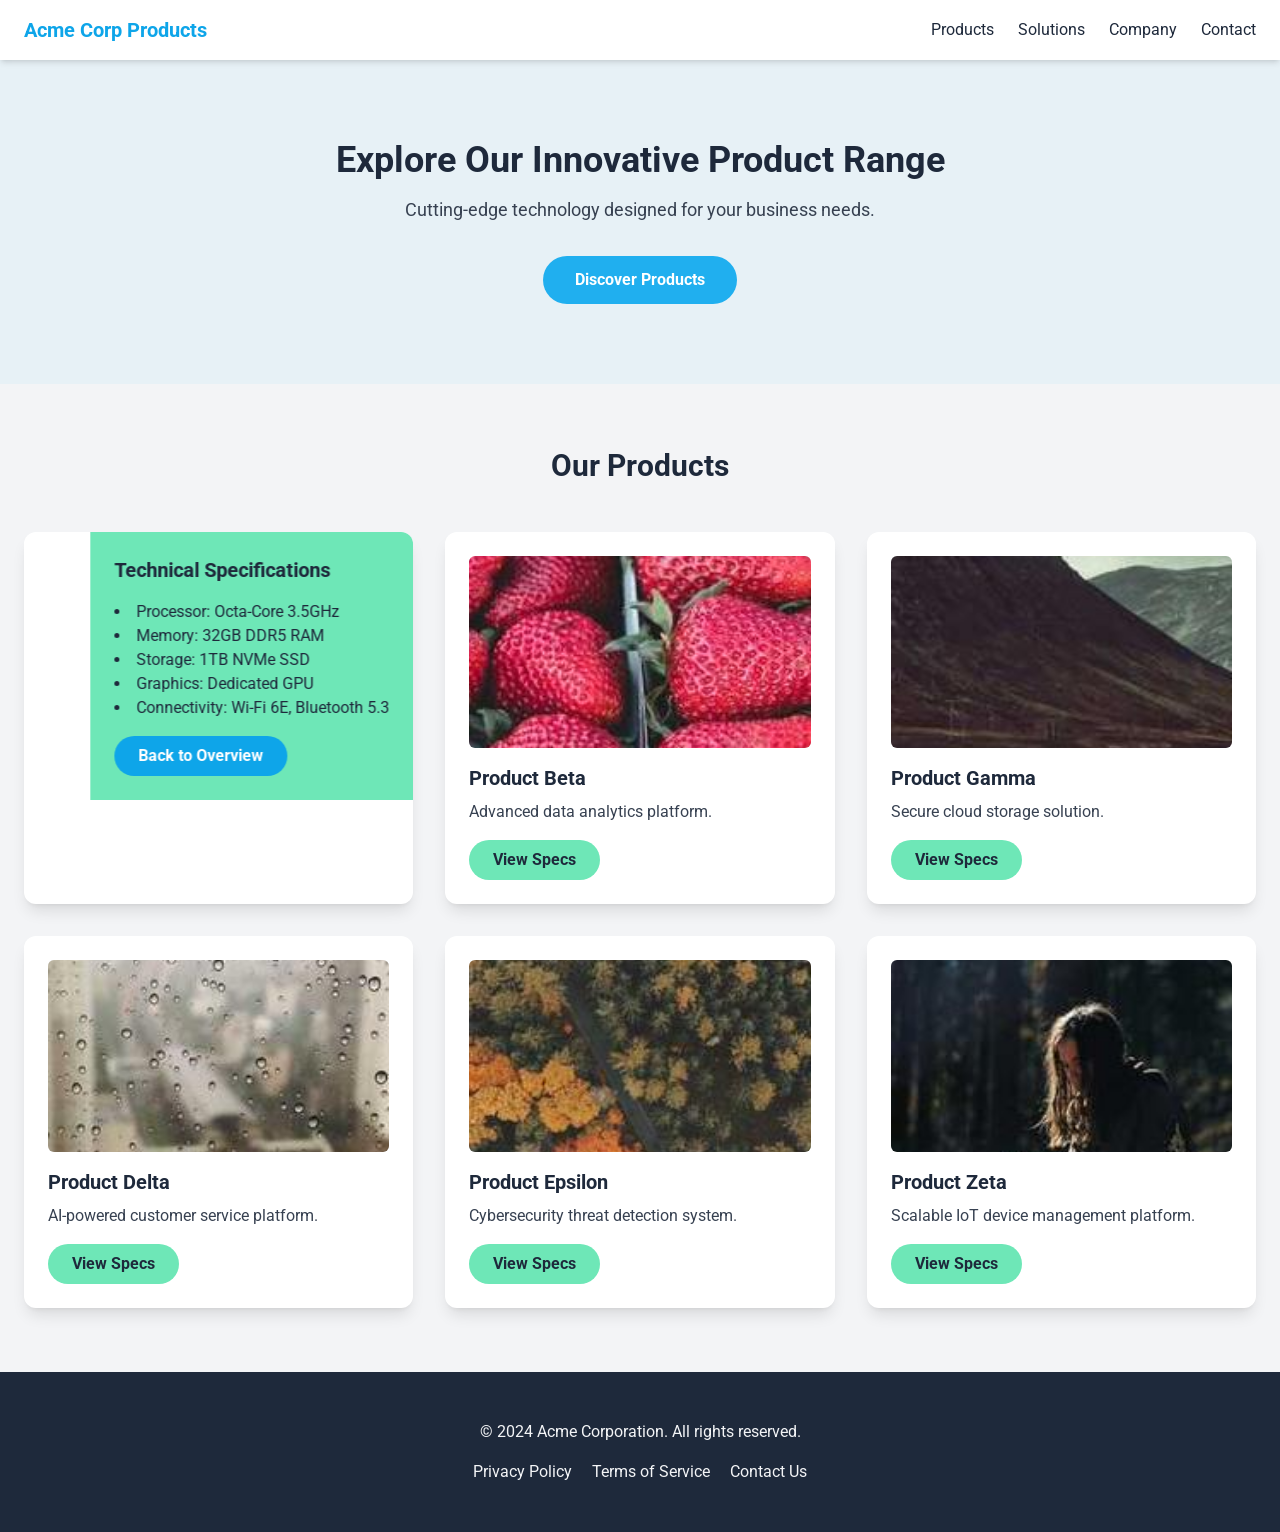 Acme Corp Products
Products Solutions Company Contact
Explore Our Innovative Product Range
Cutting-edge technology designed for your business needs.
Discover Products
Our Products
Technical Specifications
• Processor: Octa-Core 3.5GHz
• Memory: 32GB DDR5 RAM
• Storage: 1TB NVMe SSD
• Graphics: Dedicated GPU
• Connectivity: Wi-Fi 6E, Bluetooth 5.3
Back to Overview
Product Beta
Advanced data analytics platform.
View Specs
Product Gamma
Secure cloud storage solution.
View Specs
Product Delta
AI-powered customer service platform.
View Specs
Product Epsilon
Cybersecurity threat detection system.
View Specs
Product Zeta
Scalable IoT device management platform.
View Specs
© 2024 Acme Corporation. All rights reserved.
Privacy Policy Terms of Service Contact Us